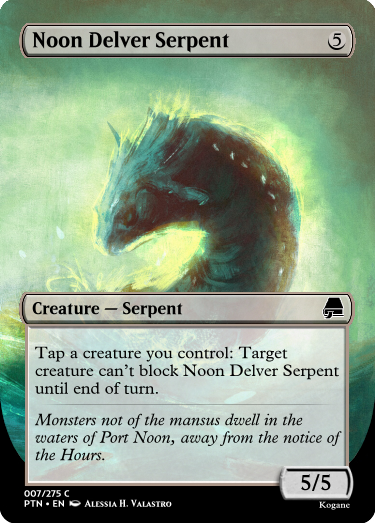 Noon Delver Serpent 5
Creature — Serpent
Tap a creature you control: Target
creature can't block Noon Delver Serpent
until end of turn.
Monsters not of the mansus dwell in the
waters of Port Noon, away from the notice of
the Hours.
5/5
007/275 C
PTN • EN Alessia H. Valastro
Kogane